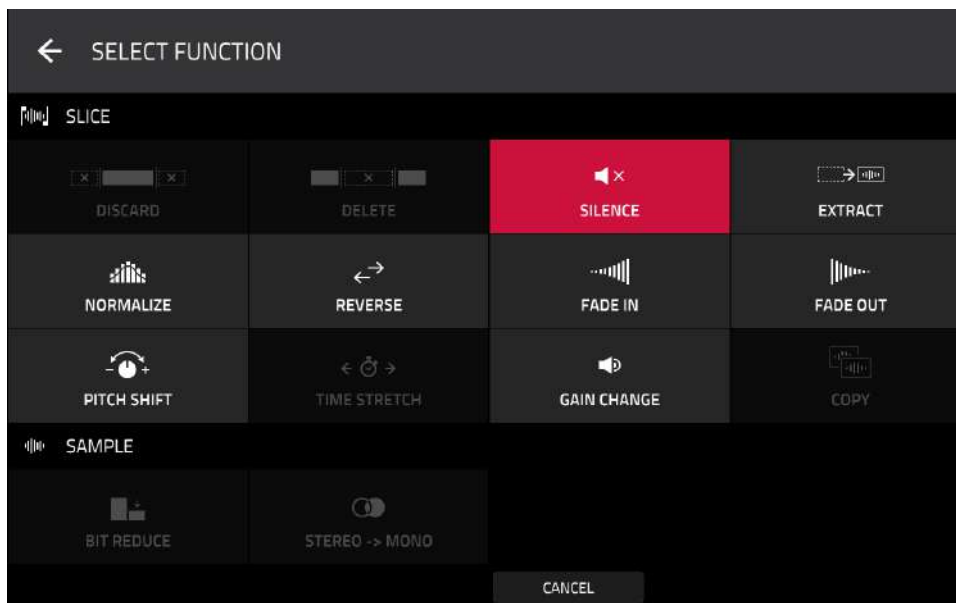 SELECT FUNCTION
SLICE
DISCARD DELETE SILENCE EXTRACT
NORMALIZE REVERSE FADE IN FADE OUT
PITCH SHIFT TIME STRETCH GAIN CHANGE COPY
SAMPLE
BIT REDUCE STEREO -> MONO
CANCEL